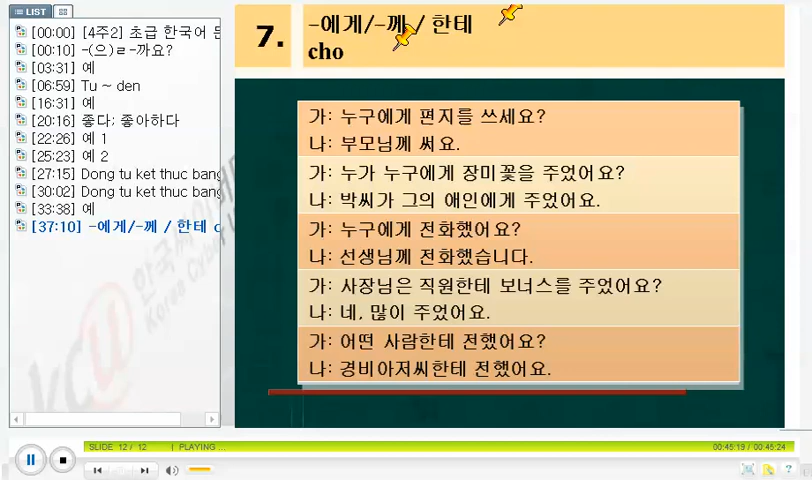 LIST
[00:00] [4주2] 초급 한국어 문
[00:10] -(으)ㄹ-까요?
[03:31] 예
[06:59] Tu ~ den
[16:31] 예
[20:16] 좋다; 좋아하다
[22:26] 예 1
[25:23] 예 2
[27:15] Dong tu ket thuc bang
[30:02] Dong tu ket thuc bang
[33:38] 예
[37:10] -에게/-께 / 한테 c
7. -에게/-께 / 한테
cho
가: 누구에게 편지를 쓰세요?
나: 부모님께 써요.
가: 누가 누구에게 장미꽃을 주었어요?
나: 박씨가 그의 애인에게 주었어요.
가: 누구에게 전화했어요?
나: 선생님께 전화했습니다.
가: 사장님은 직원한테 보너스를 주었어요?
나: 네, 많이 주었어요.
가: 어떤 사람한테 전했어요?
나: 경비아저씨한테 전했어요.
SLIDE 12 / 12 | PLAYING ...
00:45:19 / 00:45:24